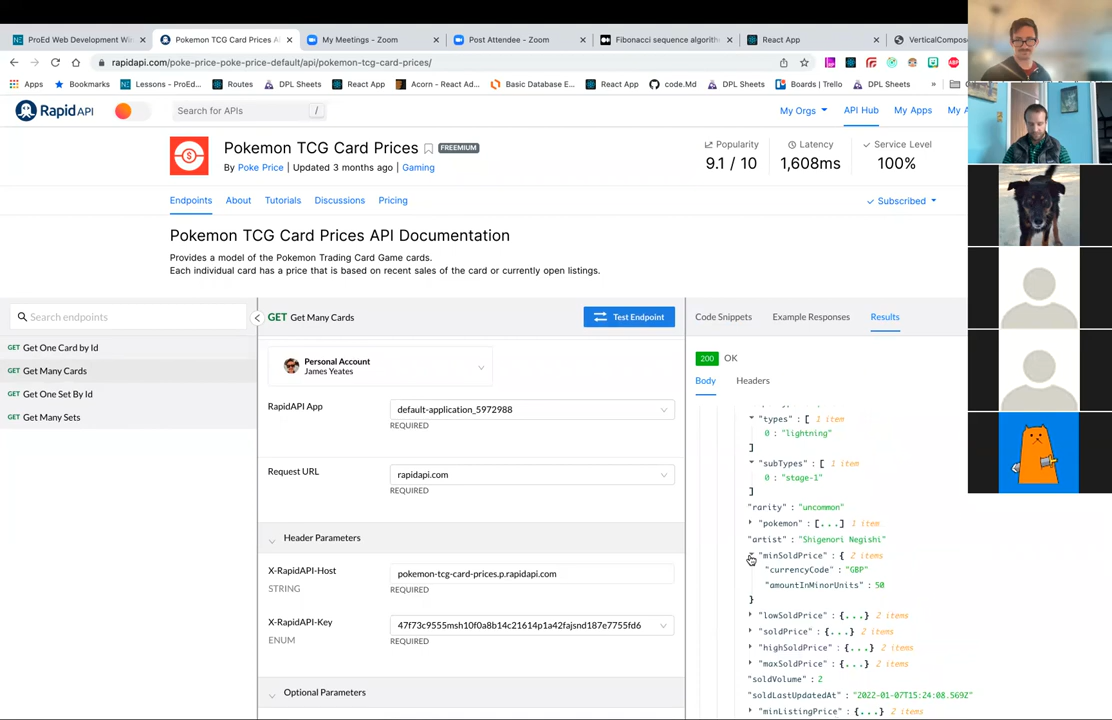 ProEd Web Development Wi
Pokemon TCG Card Prices A
My Meetings - Zoom
Post Attendee - Zoom
Fibonacci sequence algorith
React App
VerticalCompos
rapidapi.com/poke-price-poke-price-default/api/pokemon-tcg-card-prices/
Apps
Bookmarks
Lessons - ProEd...
Routes
DPL Sheets
React App
Acorn - React Ad...
Basic Database E...
React App
code.Md
DPL Sheets
Boards | Trello
DPL Sheets
»
Rapid API
Search for APIs
/
My Orgs
API Hub
My Apps
My A
Pokemon TCG Card Prices
FREEMIUM
By Poke Price | Updated 3 months ago | Gaming
Popularity
9.1 / 10
Latency
1,608ms
Service Level
100%
Endpoints
About
Tutorials
Discussions
Pricing
Subscribed
Pokemon TCG Card Prices API Documentation
Provides a model of the Pokemon Trading Card Game cards.
Each individual card has a price that is based on recent sales of the card or currently open listings.
Search endpoints
GET Get One Card by Id
GET Get Many Cards
GET One Set By Id
GET Get Many Sets
GET Get Many Cards
Test Endpoint
Personal Account
James Yeates
RapidAPI App
default-application_5972988
REQUIRED
Request URL
rapidapi.com
REQUIRED
Header Parameters
X-RapidAPI-Host
STRING
pokemon-tcg-card-prices.p.rapidapi.com
REQUIRED
X-RapidAPI-Key
ENUM
47f73c9555msh10f0a8b14c21614p1a42fajsnd187e7755fd6
REQUIRED
Optional Parameters
Code Snippets
Example Responses
Results
200 OK
Body
Headers
"types" : [ 1 item
0 : "lightning"
]
"subTypes" : [ 1 item
0 : "stage-1"
]
"rarity" : "uncommon"
"pokemon" : [...] 1 item
"artist" : "Shigenori Negishi"
"minSoldPrice" : { 2 items
"currencyCode" : "GBP"
"amountInMinorUnits" : 50
}
"lowSoldPrice" : {...} 2 items
"soldPrice" : {...} 2 items
"highSoldPrice" : {...} 2 items
"maxSoldPrice" : {...} 2 items
"soldVolume" : 2
"soldLastUpdatedAt" : "2022-01-07T15:24:08.569Z"
"minListingPrice" : {...} 2 items